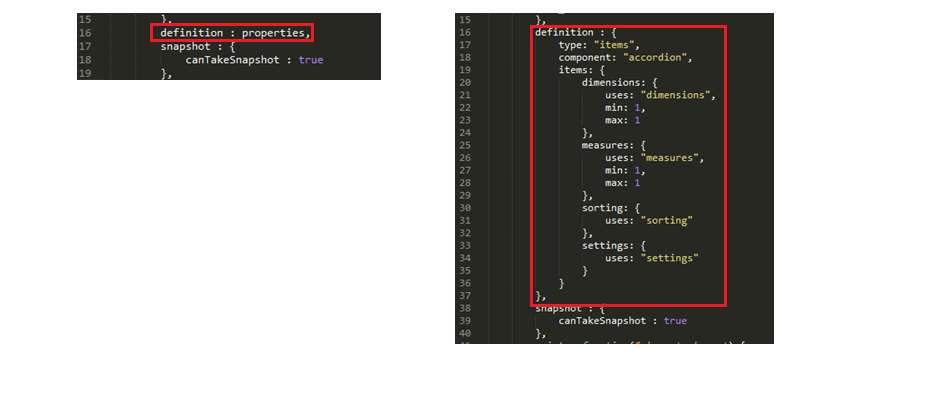 15 },
16 definition : properties,
17 snapshot : {
18 canTakeSnapshot : true
19 },
15 },
16 definition : {
17 type: "items",
18 component: "accordion",
19 items: {
20 dimensions: {
21 uses: "dimensions",
22 min: 1,
23 max: 1
24 },
25 measures: {
26 uses: "measures",
27 min: 1,
28 max: 1
29 },
30 sorting: {
31 uses: "sorting"
32 },
33 settings: {
34 uses: "settings"
35 }
36 }
37 },
38 snapshot : {
39 canTakeSnapshot : true
40 },